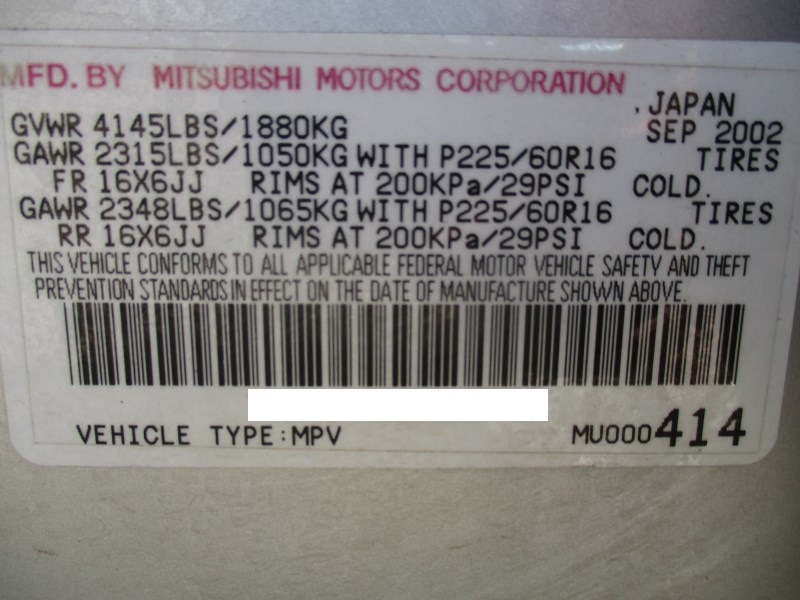 MFD. BY MITSUBISHI MOTORS CORPORATION
.JAPAN
GVWR 4145LBS/1880KG SEP 2002
GAWR 2315LBS/1050KG WITH P225/60R16 TIRES
FR 16X6JJ RIMS AT 200KPa/29PSI COLD.
GAWR 2348LBS/1065KG WITH P225/60R16 TIRES
RR 16X6JJ RIMS AT 200KPa/29PSI COLD.
THIS VEHICLE CONFORMS TO ALL APPLICABLE FEDERAL MOTOR VEHICLE SAFETY AND THEFT
PREVENTION STANDARDS IN EFFECT ON THE DATE OF MANUFACTURE SHOWN ABOVE.
VEHICLE TYPE:MPV MU000414